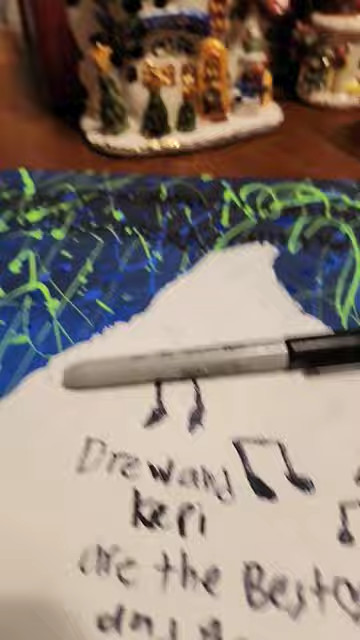 Drew and
keri
are the Best